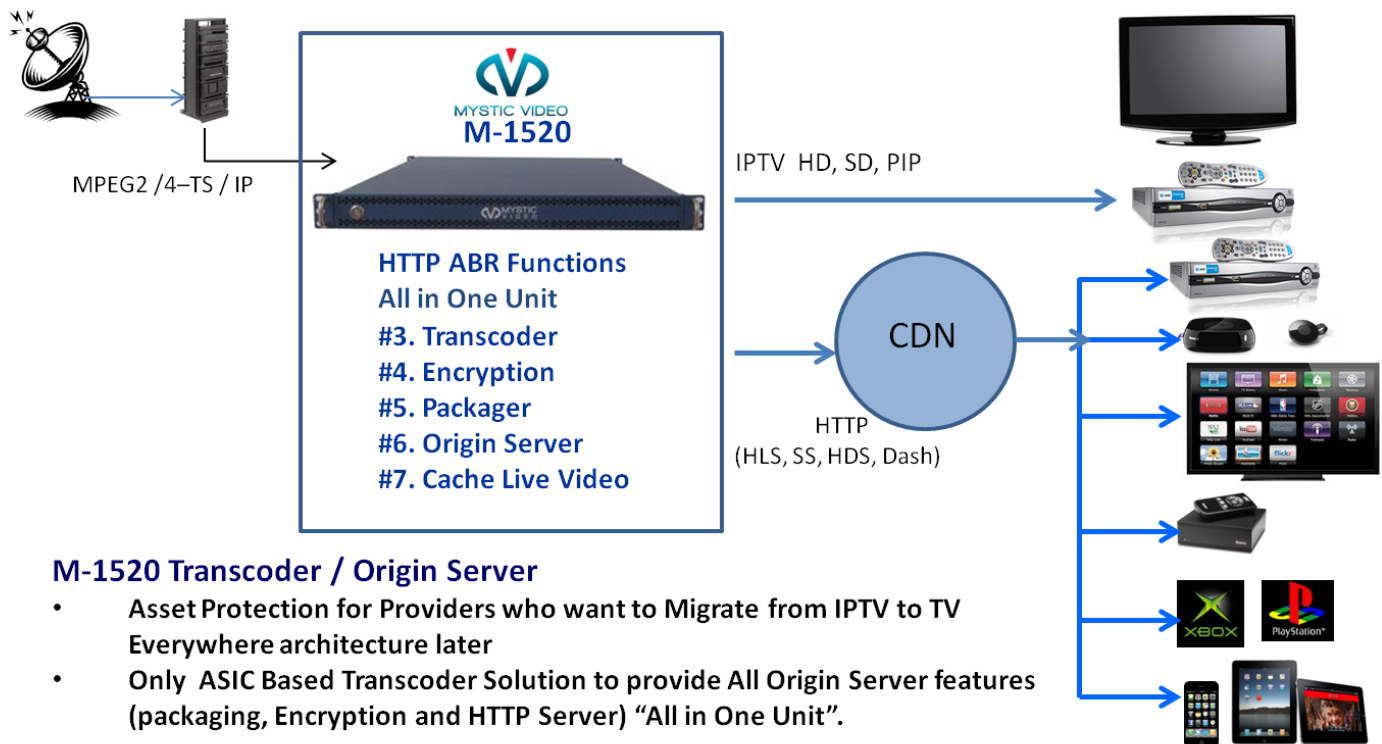 MYSTIC VIDEO
M-1520
MPEG2 /4–TS / IP
MYSTIC
VIDEO
HTTP ABR Functions
All in One Unit
#3. Transcoder
#4. Encryption
#5. Packager
#6. Origin Server
#7. Cache Live Video
IPTV HD, SD, PIP
CDN
HTTP
(HLS, SS, HDS, Dash)
flickr
XBOX
PlayStation
M-1520 Transcoder / Origin Server
• Asset Protection for Providers who want to Migrate from IPTV to TV
Everywhere architecture later
• Only ASIC Based Transcoder Solution to provide All Origin Server features
(packaging, Encryption and HTTP Server) “All in One Unit”.